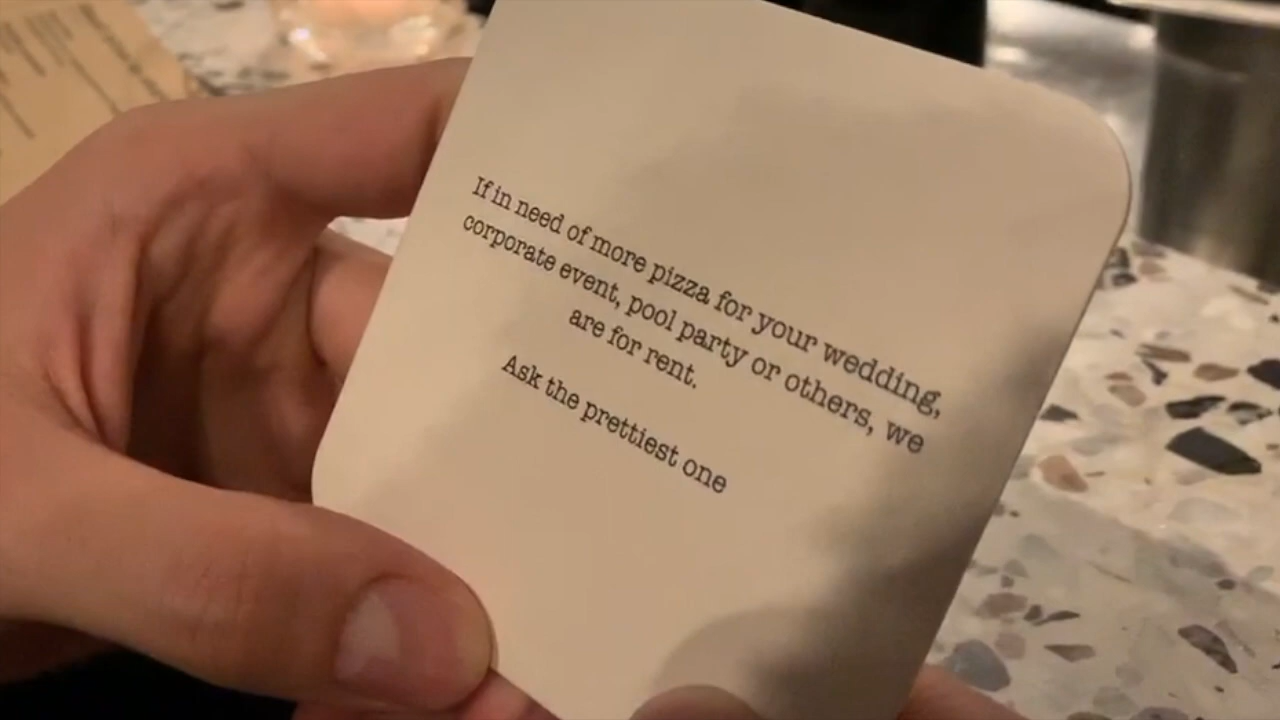 If in need of more pizza for your wedding,
corporate event, pool party or others, we
are for rent.
Ask the prettiest one